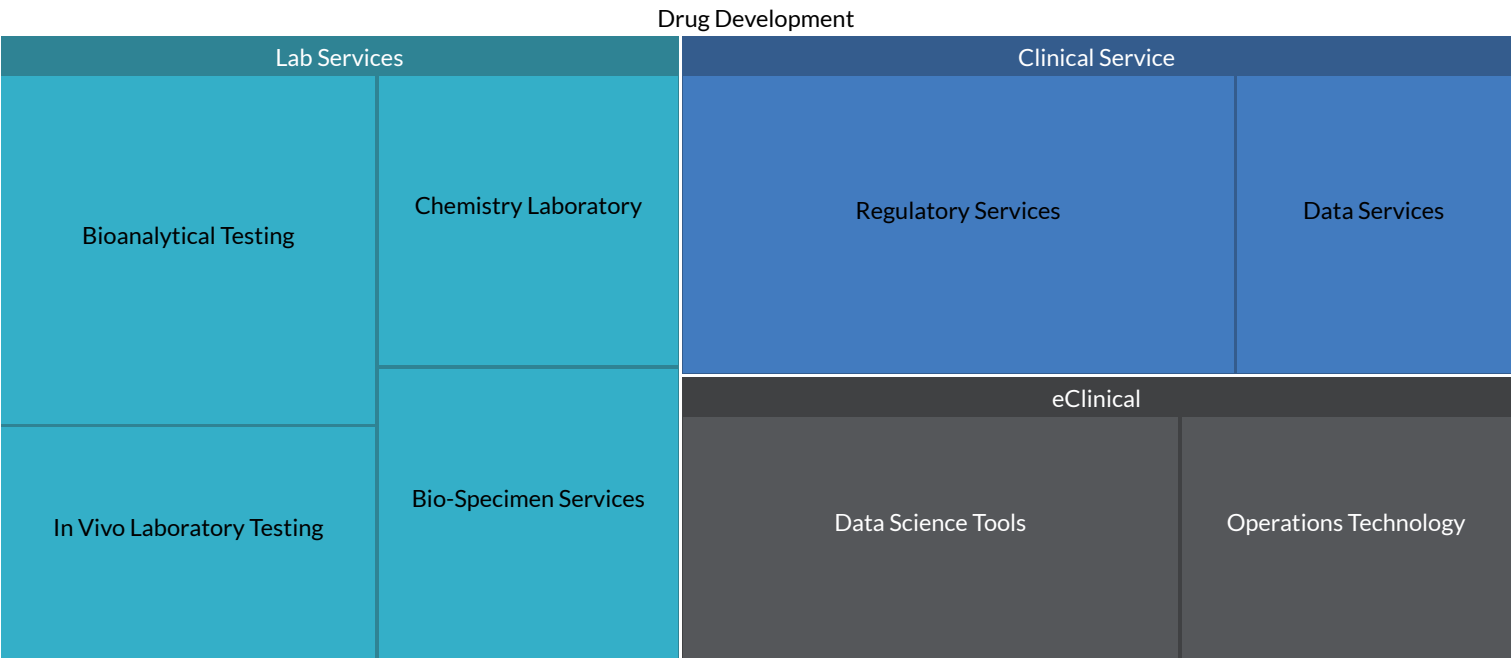 Drug Development
Lab Services
Bioanalytical Testing
Chemistry Laboratory
In Vivo Laboratory Testing
Bio-Specimen Services
Clinical Service
Regulatory Services
Data Services
eClinical
Data Science Tools
Operations Technology